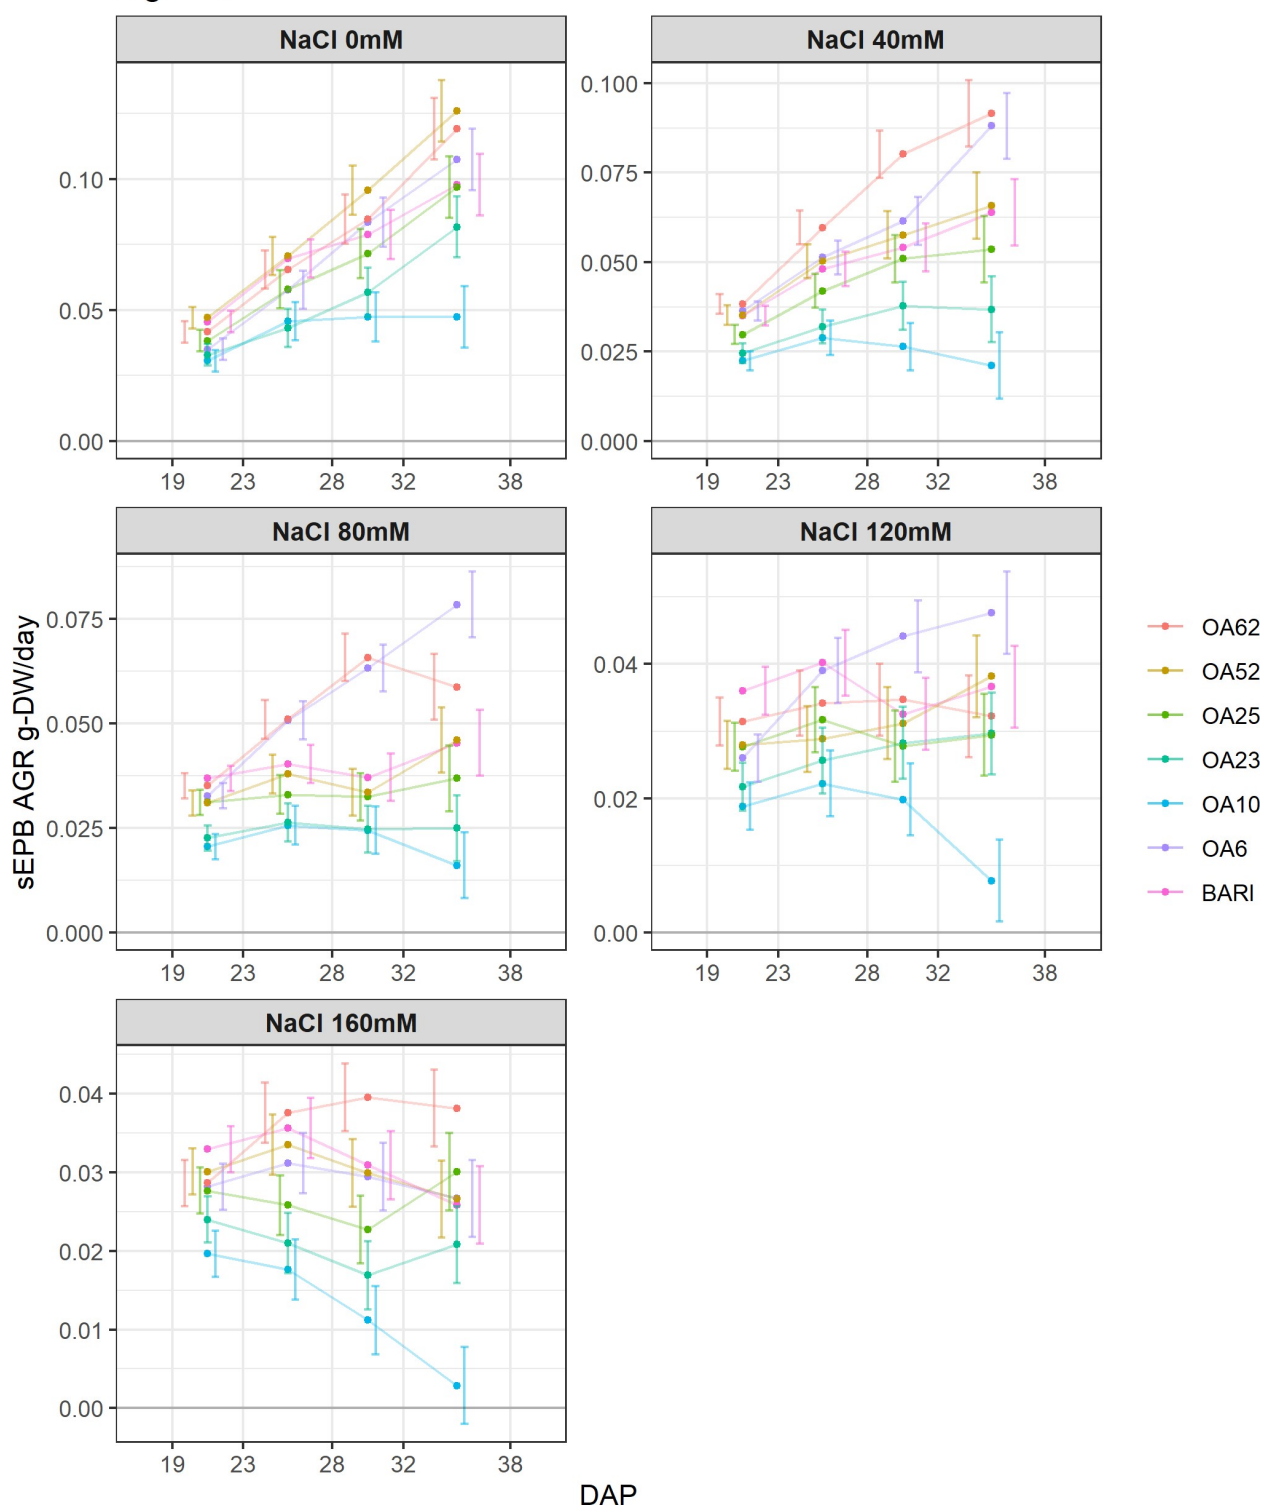 NaCl 0mM
NaCl 40mM
0.10
0.05
0.00
0.100
0.075
0.050
0.025
0.000
19 23 28 32 38
19 23 28 32 38
NaCl 80mM
NaCl 120mM
0.075
0.050
0.025
0.000
0.04
0.02
0.00
19 23 28 32 38
19 23 28 32 38
NaCl 160mM
0.04
0.03
0.02
0.01
0.00
19 23 28 32 38
DAP
sEPB AGR g-DW/day
OA62
OA52
OA25
OA23
OA10
OA6
BARI